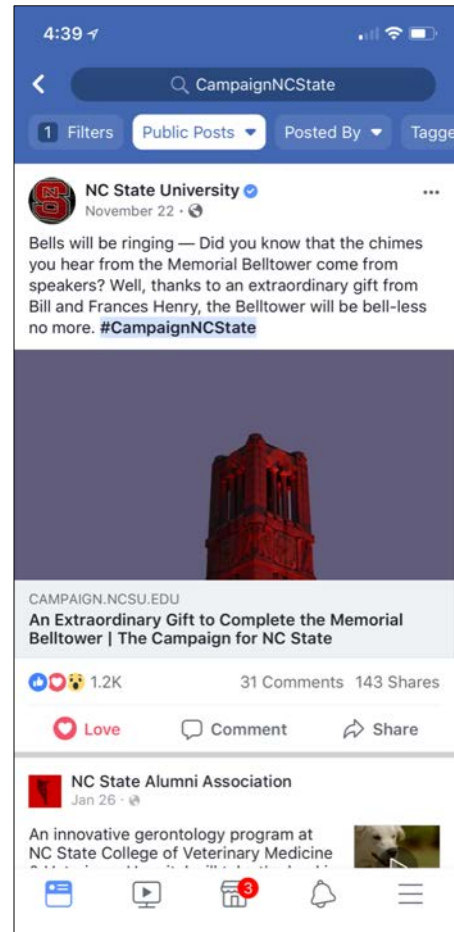 4:39
CampaignNCState
1 Filters Public Posts Posted By Tagge
NC State University
November 22 ·
Bells will be ringing — Did you know that the chimes
you hear from the Memorial Belltower come from
speakers? Well, thanks to an extraordinary gift from
Bill and Frances Henry, the Belltower will be bell-less
no more. #CampaignNCState
CAMPAIGN.NCSU.EDU
An Extraordinary Gift to Complete the Memorial
Belltower | The Campaign for NC State
1.2K 31 Comments 143 Shares
Love Comment Share
NC State Alumni Association
Jan 26 ·
An innovative gerontology program at
NC State College of Veterinary Medicine
3